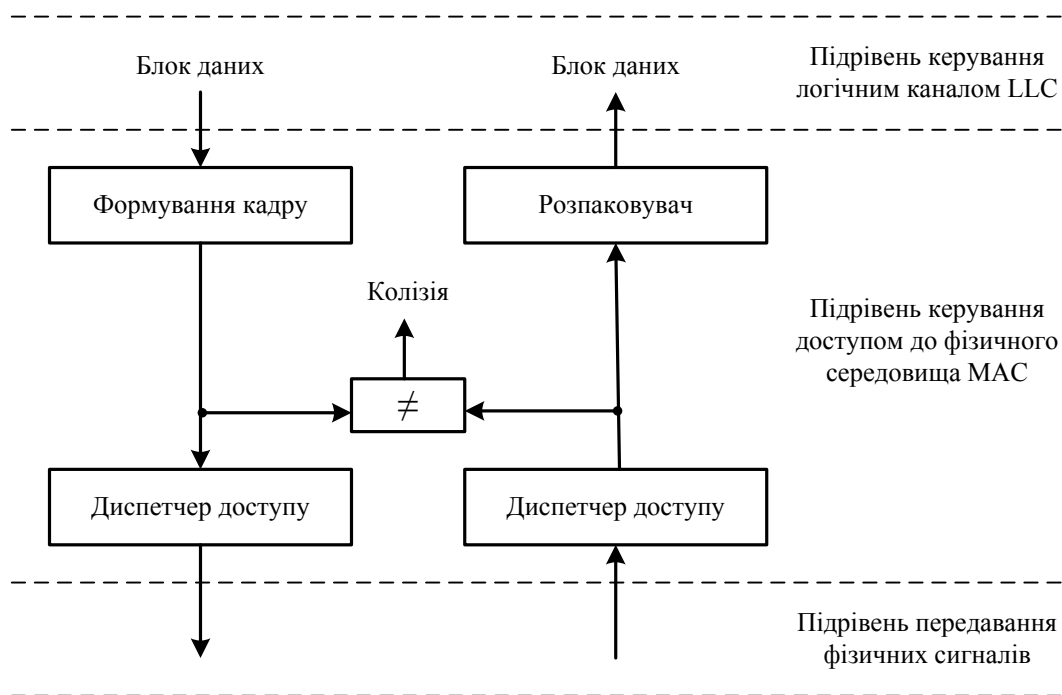 Блок даних
Блок даних
Підрівень керування
логічним каналом LLC
Формування кадру
Розпаковувач
Колізія
≠
Підрівень керування
доступом до фізичного
середовища MAC
Диспетчер доступу
Диспетчер доступу
Підрівень передавання
фізичних сигналів